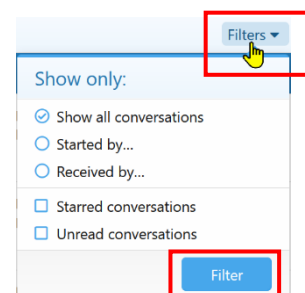 Filters
Show only:
Show all conversations
Started by...
Received by...
Starred conversations
Unread conversations
Filter